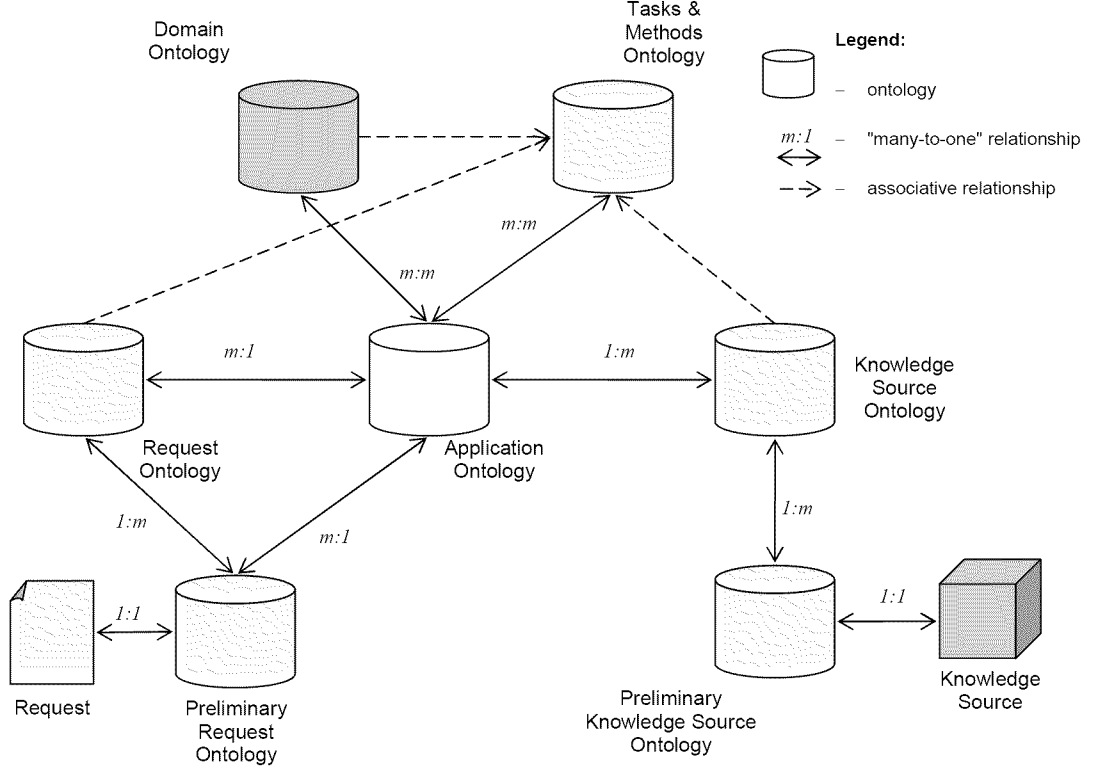 Domain
Ontology
Tasks &
Methods
Ontology
Legend:
– ontology
m:1
– "many-to-one" relationship
– associative relationship
m:m
m:m
m:1
1:m
Knowledge
Source
Ontology
Request
Ontology
Application
Ontology
1:m
m:1
1:m
1:1
1:1
Request
Preliminary
Request
Ontology
Preliminary
Knowledge Source
Ontology
Knowledge
Source